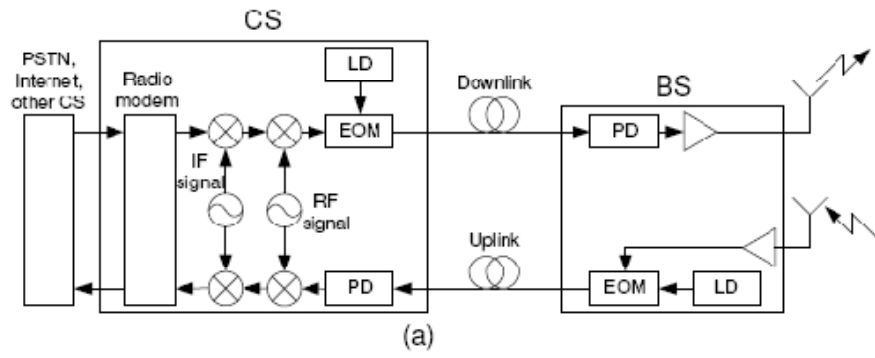 CS
PSTN,
Internet,
other CS
Radio
modem
LD
EOM
IF
signal
RF
signal
PD
Downlink
Uplink
BS
PD
EOM
LD
(a)